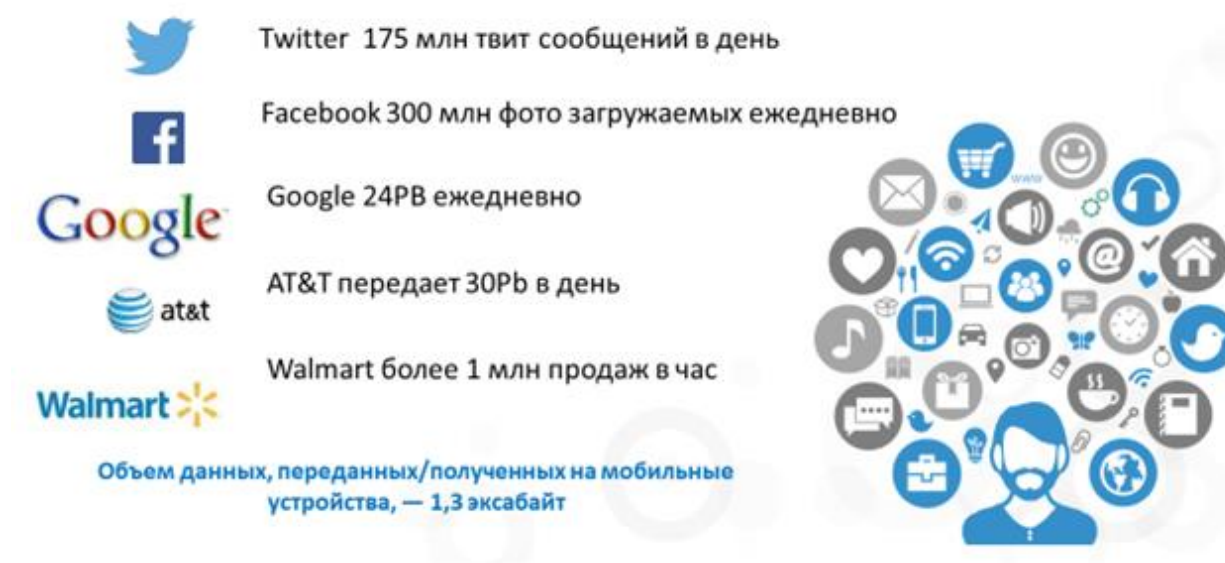 Twitter 175 млн твит сообщений в день
f
Facebook 300 млн фото загружаемых ежедневно
Google
Google 24PB ежедневно
at&t
AT&T передает 30Pb в день
Walmart
Walmart более 1 млн продаж в час
Объем данных, переданных/полученных на мобильные
устройства, — 1,3 эксабайт
www
@